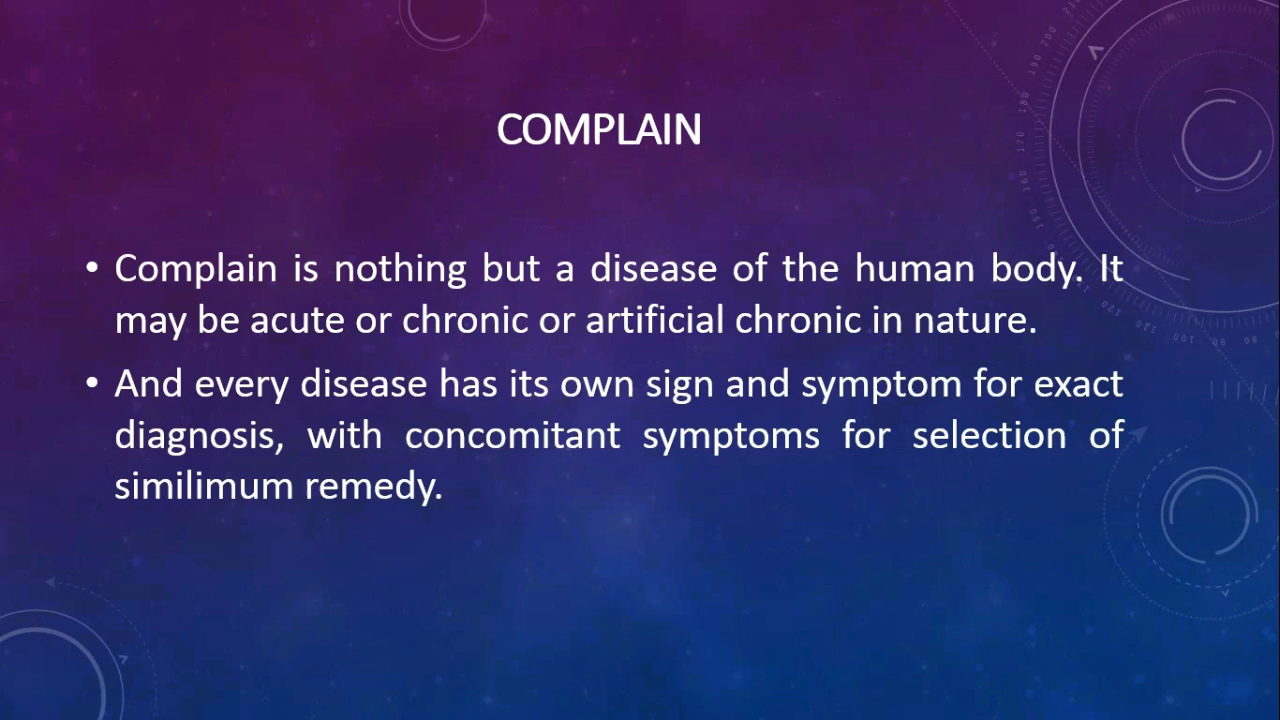 COMPLAIN
• Complain is nothing but a disease of the human body. It
may be acute or chronic or artificial chronic in nature.
• And every disease has its own sign and symptom for exact
diagnosis, with concomitant symptoms for selection of
similimum remedy.